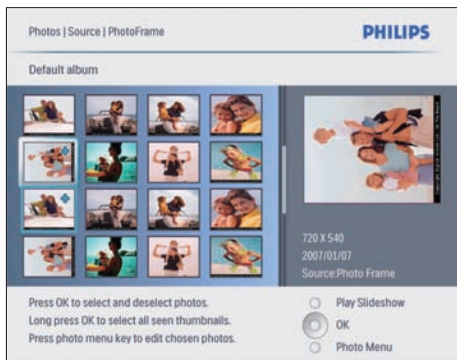 Photos | Source | PhotoFrame
PHILIPS
Default album
720 X 540
2007/01/07
Source:Photo Frame
Press OK to select and deselect photos.
Long press OK to select all seen thumbnails.
Press photo menu key to edit chosen photos.
Play Slideshow
OK
Photo Menu